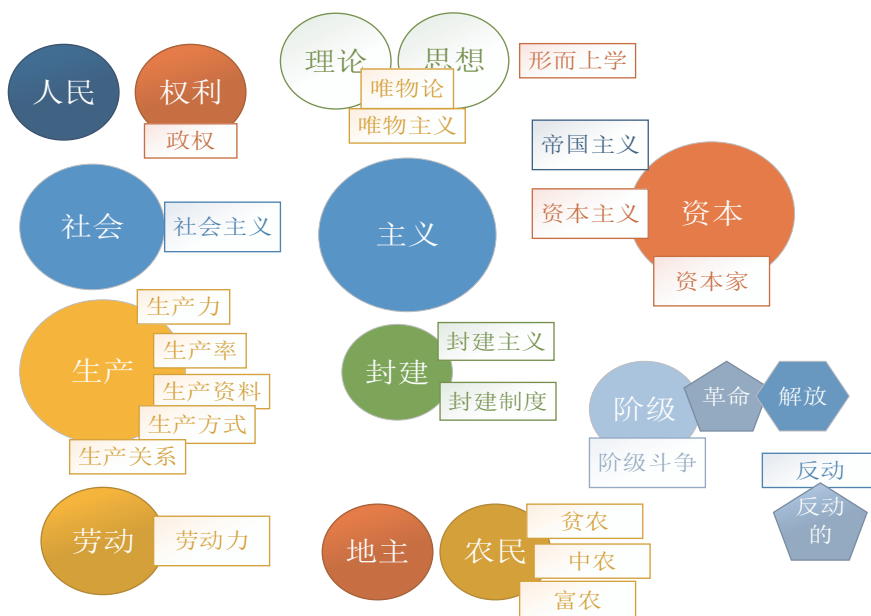 人民
权利
政权
理论
思想
唯物论
唯物主义
形而上学
帝国主义
资本主义
资本
资本家
社会
社会主义
主义
生产
生产力
生产率
生产资料
生产方式
生产关系
封建
封建主义
封建制度
阶级
革命
解放
阶级斗争
反动
反动
的
劳动
劳动力
地主
农民
贫农
中农
富农